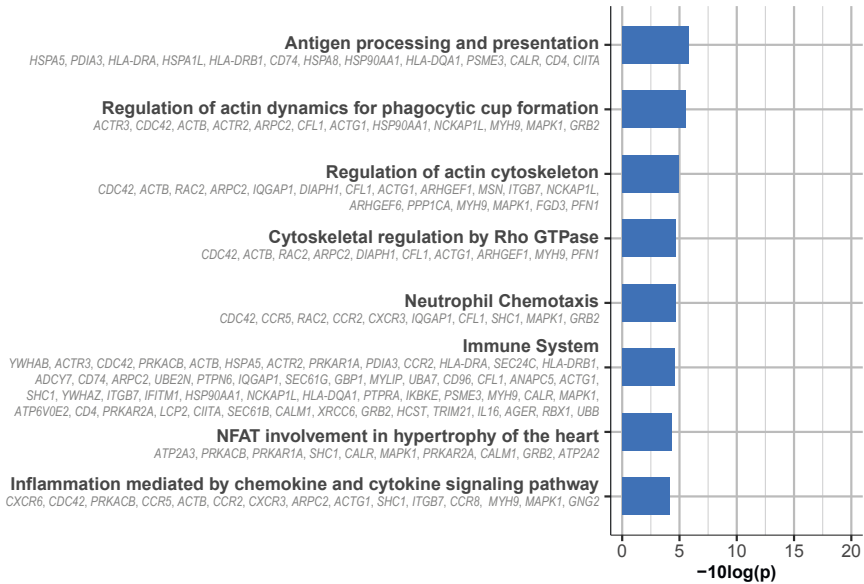 Antigen processing and presentation
HSPA5, PDIA3, HLA-DRA, HSPA1L, HLA-DRB1, CD74, HSPA8, HSP90AA1, HLA-DQA1, PSME3, CALR, CD4, CIITA
Regulation of actin dynamics for phagocytic cup formation
ACTR3, CDC42, ACTB, ACTR2, ARPC2, CFL1, ACTG1, HSP90AA1, NCKAP1L, MYH9, MAPK1, GRB2
Regulation of actin cytoskeleton
CDC42, ACTB, RAC2, ARPC2, IQGAP1, DIAPH1, CFL1, ACTG1, ARHGEF1, MSN, ITGB7, NCKAP1L,
ARHGEF6, PPP1CA, MYH9, MAPK1, FGD3, PFN1
Cytoskeletal regulation by Rho GTPase
CDC42, ACTB, RAC2, ARPC2, DIAPH1, CFL1, ACTG1, ARHGEF1, MYH9, PFN1
Neutrophil Chemotaxis
CDC42, CCR5, RAC2, CCR2, CXCR3, IQGAP1, CFL1, SHC1, MAPK1, GRB2
Immune System
YWHAB, ACTR3, CDC42, PRKACB, ACTB, HSPA5, ACTR2, PRKAR1A, PDIA3, CCR2, HLA-DRA, SEC24C, HLA-DRB1,
ADCY7, CD74, ARPC2, UBE2N, PTPN6, IQGAP1, SEC61G, GBP1, MYLIP, UBA7, CD96, CFL1, ANAPC5, ACTG1,
SHC1, YWHAZ, ITGB7, IFITM1, HSP90AA1, NCKAP1L, HLA-DQA1, PTPRA, IKBKE, PSME3, MYH9, CALR, MAPK1,
ATP6V0E2, CD4, PRKAR2A, LCP2, CIITA, SEC61B, CALM1, XRCC6, GRB2, HCST, TRIM21, IL16, AGER, RBX1, UBB
NFAT involvement in hypertrophy of the heart
ATP2A3, PRKACB, PRKAR1A, SHC1, CALR, MAPK1, PRKAR2A, CALM1, GRB2, ATP2A2
Inflammation mediated by chemokine and cytokine signaling pathway
CXCR6, CDC42, PRKACB, CCR5, ACTB, CCR2, CXCR3, ARPC2, ACTG1, SHC1, ITGB7, CCR8, MYH9, MAPK1, GNG2
0 5 10 15 20
−10log(p)